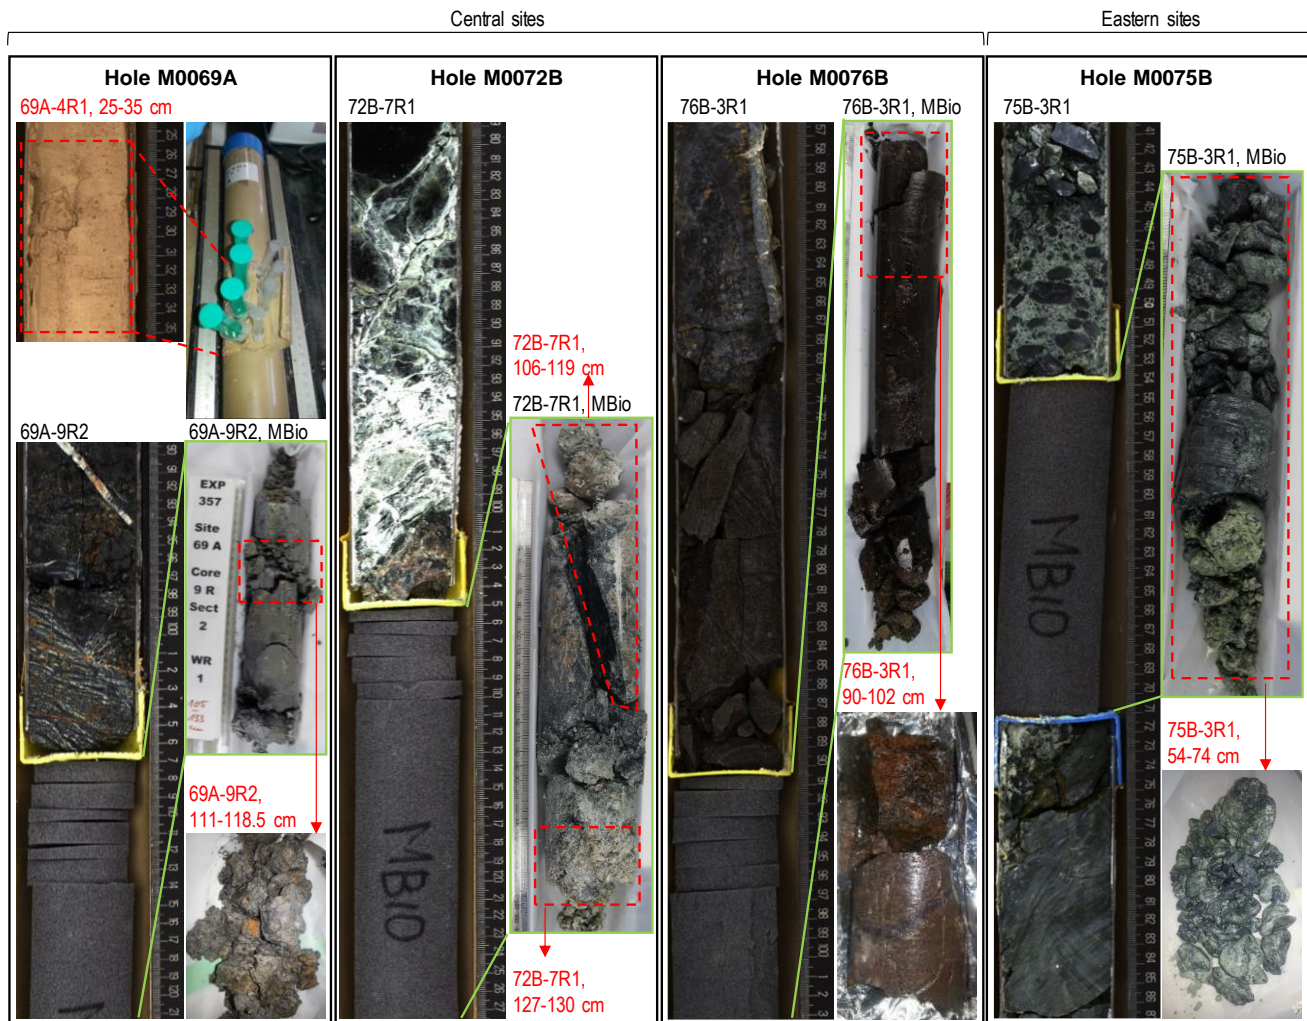 Central sites
Eastern sites
Hole M0069A
69A-4R1, 25-35 cm
69A-9R2
69A-9R2, MBio
EXP
357
Site
69 A
Core
9 R
Sect
2
WR
1
69A-9R2,
111-118.5 cm
Hole M0072B
72B-7R1
72B-7R1,
106-119 cm
72B-7R1, MBio
MBIO
72B-7R1,
127-130 cm
Hole M0076B
76B-3R1
76B-3R1, MBio
76B-3R1,
90-102 cm
Hole M0075B
75B-3R1
75B-3R1, MBio
MBIO
75B-3R1,
54-74 cm